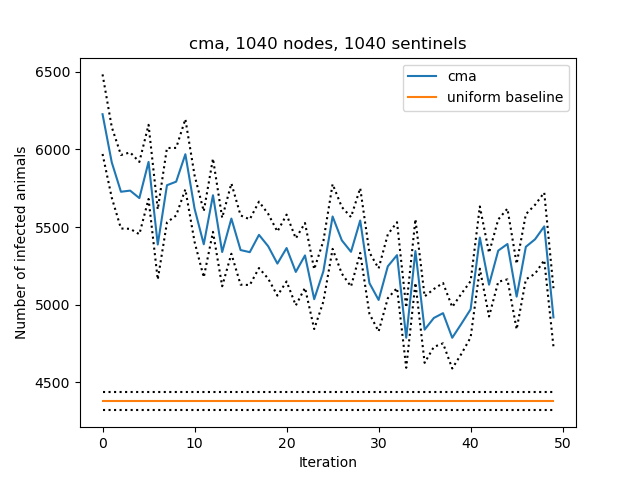 cma, 1040 nodes, 1040 sentinels
cma
uniform baseline
Number of infected animals
6500
6000
5500
5000
4500
0 10 20 30 40 50
Iteration